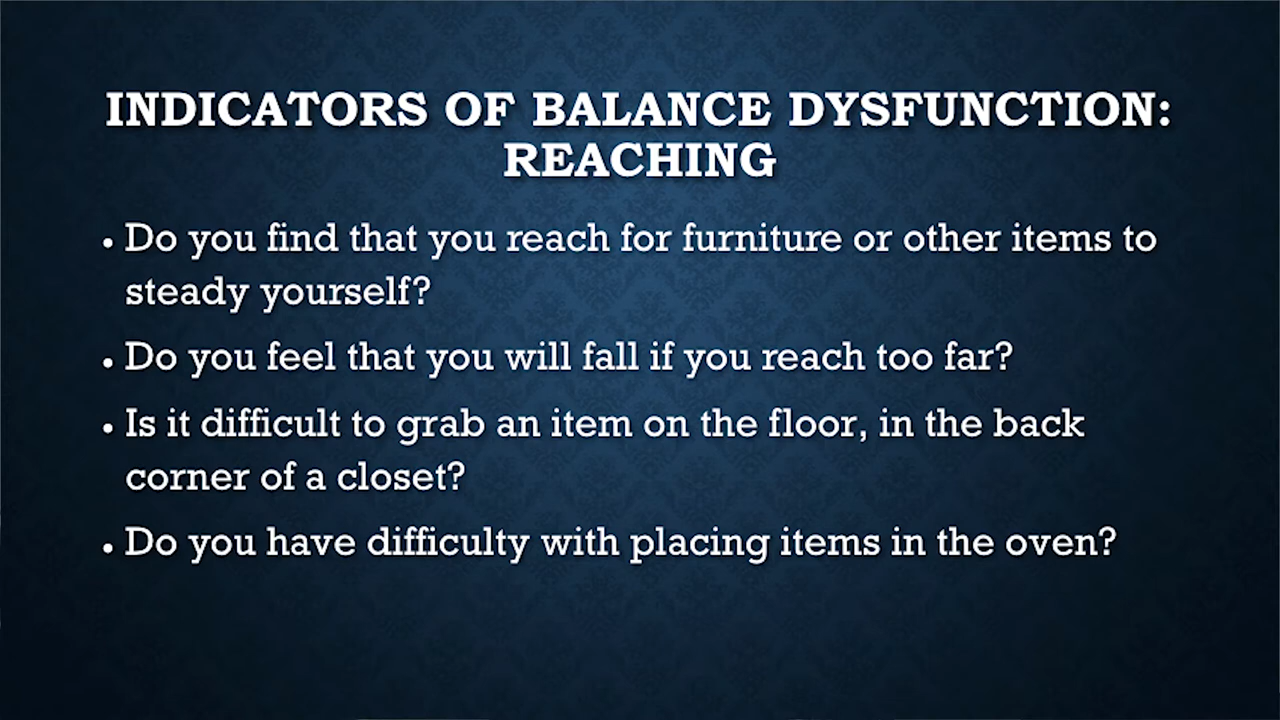 INDICATORS OF BALANCE DYSFUNCTION:
REACHING
• Do you find that you reach for furniture or other items to
steady yourself?
• Do you feel that you will fall if you reach too far?
• Is it difficult to grab an item on the floor, in the back
corner of a closet?
• Do you have difficulty with placing items in the oven?